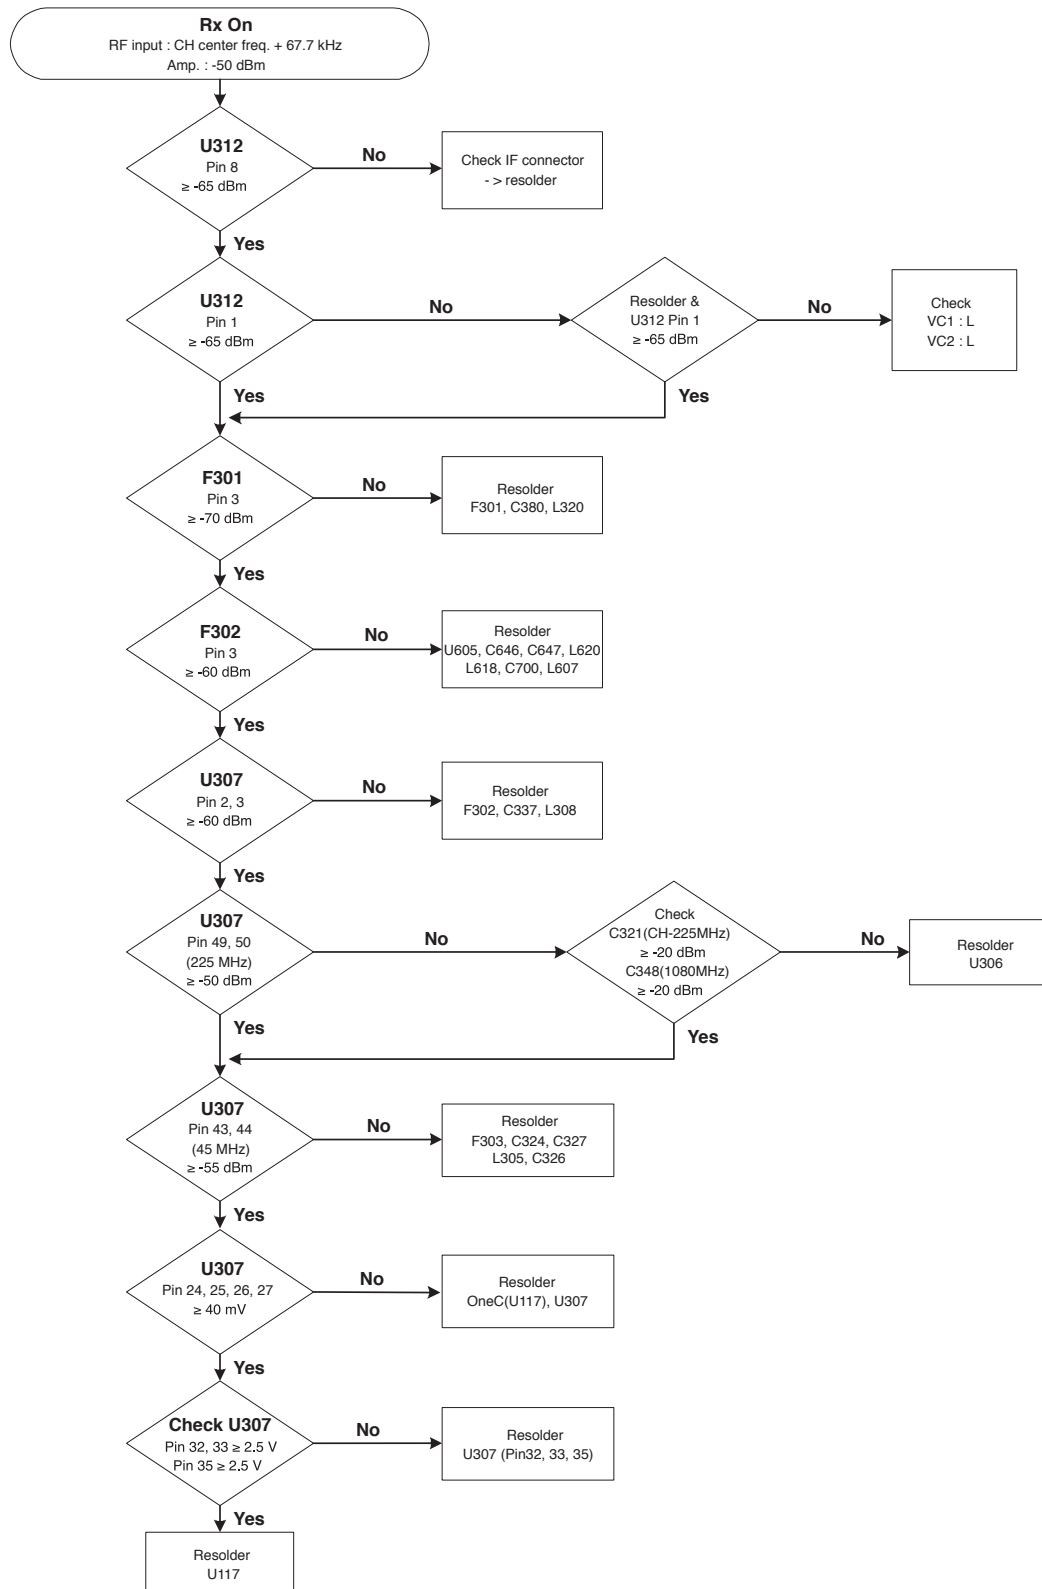 Rx On
RF input : CH center freq. + 67.7 kHz
Amp. : -50 dBm
U312
Pin 8
≥ -65 dBm
No
Check IF connector
- > resolder
Yes
U312
Pin 1
≥ -65 dBm
No
Resolder &
U312 Pin 1
≥ -65 dBm
No
Check
VC1 : L
VC2 : L
Yes
Yes
F301
Pin 3
≥ -70 dBm
No
Resolder
F301, C380, L320
Yes
F302
Pin 3
≥ -60 dBm
No
Resolder
U605, C646, C647, L620
L618, C700, L607
Yes
U307
Pin 2, 3
≥ -60 dBm
No
Resolder
F302, C337, L308
Yes
U307
Pin 49, 50
(225 MHz)
≥ -50 dBm
No
Check
C321(CH-225MHz)
≥ -20 dBm
C348(1080MHz)
≥ -20 dBm
No
Resolder
U306
Yes
Yes
U307
Pin 43, 44
(45 MHz)
≥ -55 dBm
No
Resolder
F303, C324, C327
L305, C326
Yes
U307
Pin 24, 25, 26, 27
≥ 40 mV
No
Resolder
OneC(U117), U307
Yes
Check U307
Pin 32, 33 ≥ 2.5 V
Pin 35 ≥ 2.5 V
No
Resolder
U307 (Pin32, 33, 35)
Yes
Resolder
U117